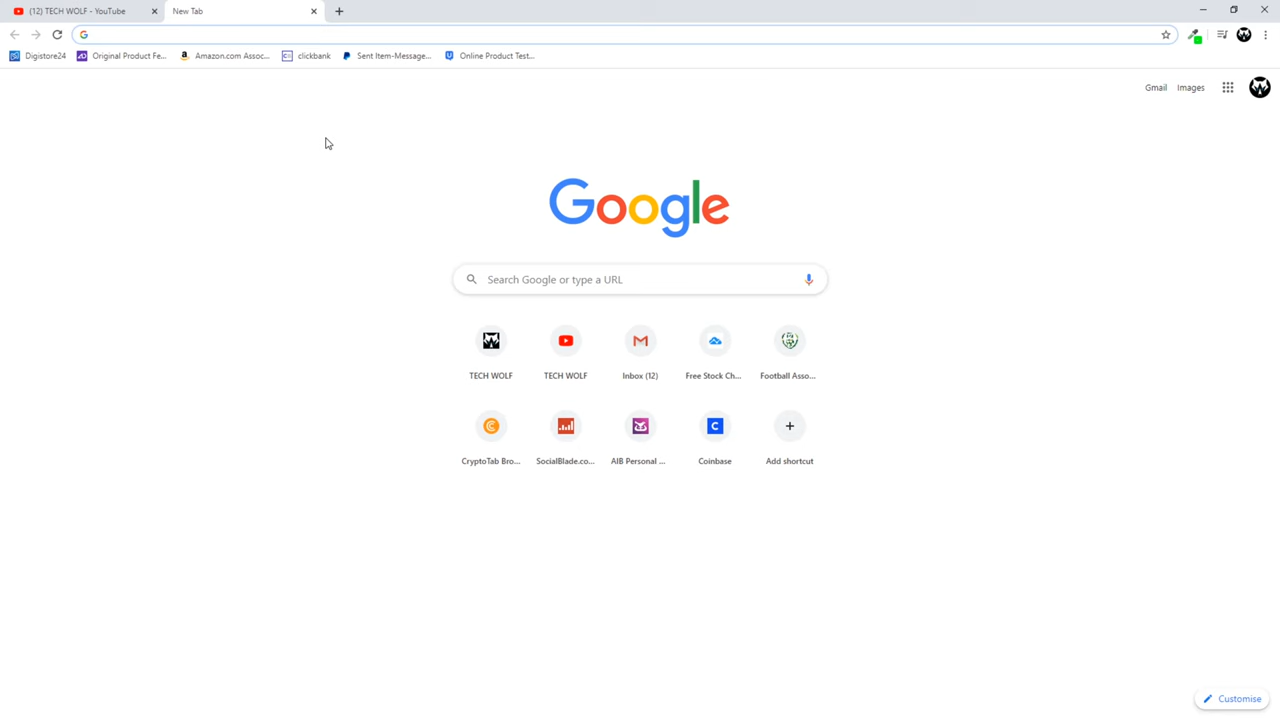 (12) TECH WOLF - YouTube
New Tab
Digistore24
Original Product Fe...
Amazon.com Assoc...
clickbank
Sent Item-Message...
Online Product Test...
Gmail
Images
Google
Search Google or type a URL
TECH WOLF
TECH WOLF
Inbox (12)
Free Stock Ch...
Football Asso...
CryptoTab Bro...
SocialBlade.co...
AIB Personal ...
Coinbase
Add shortcut
Customise